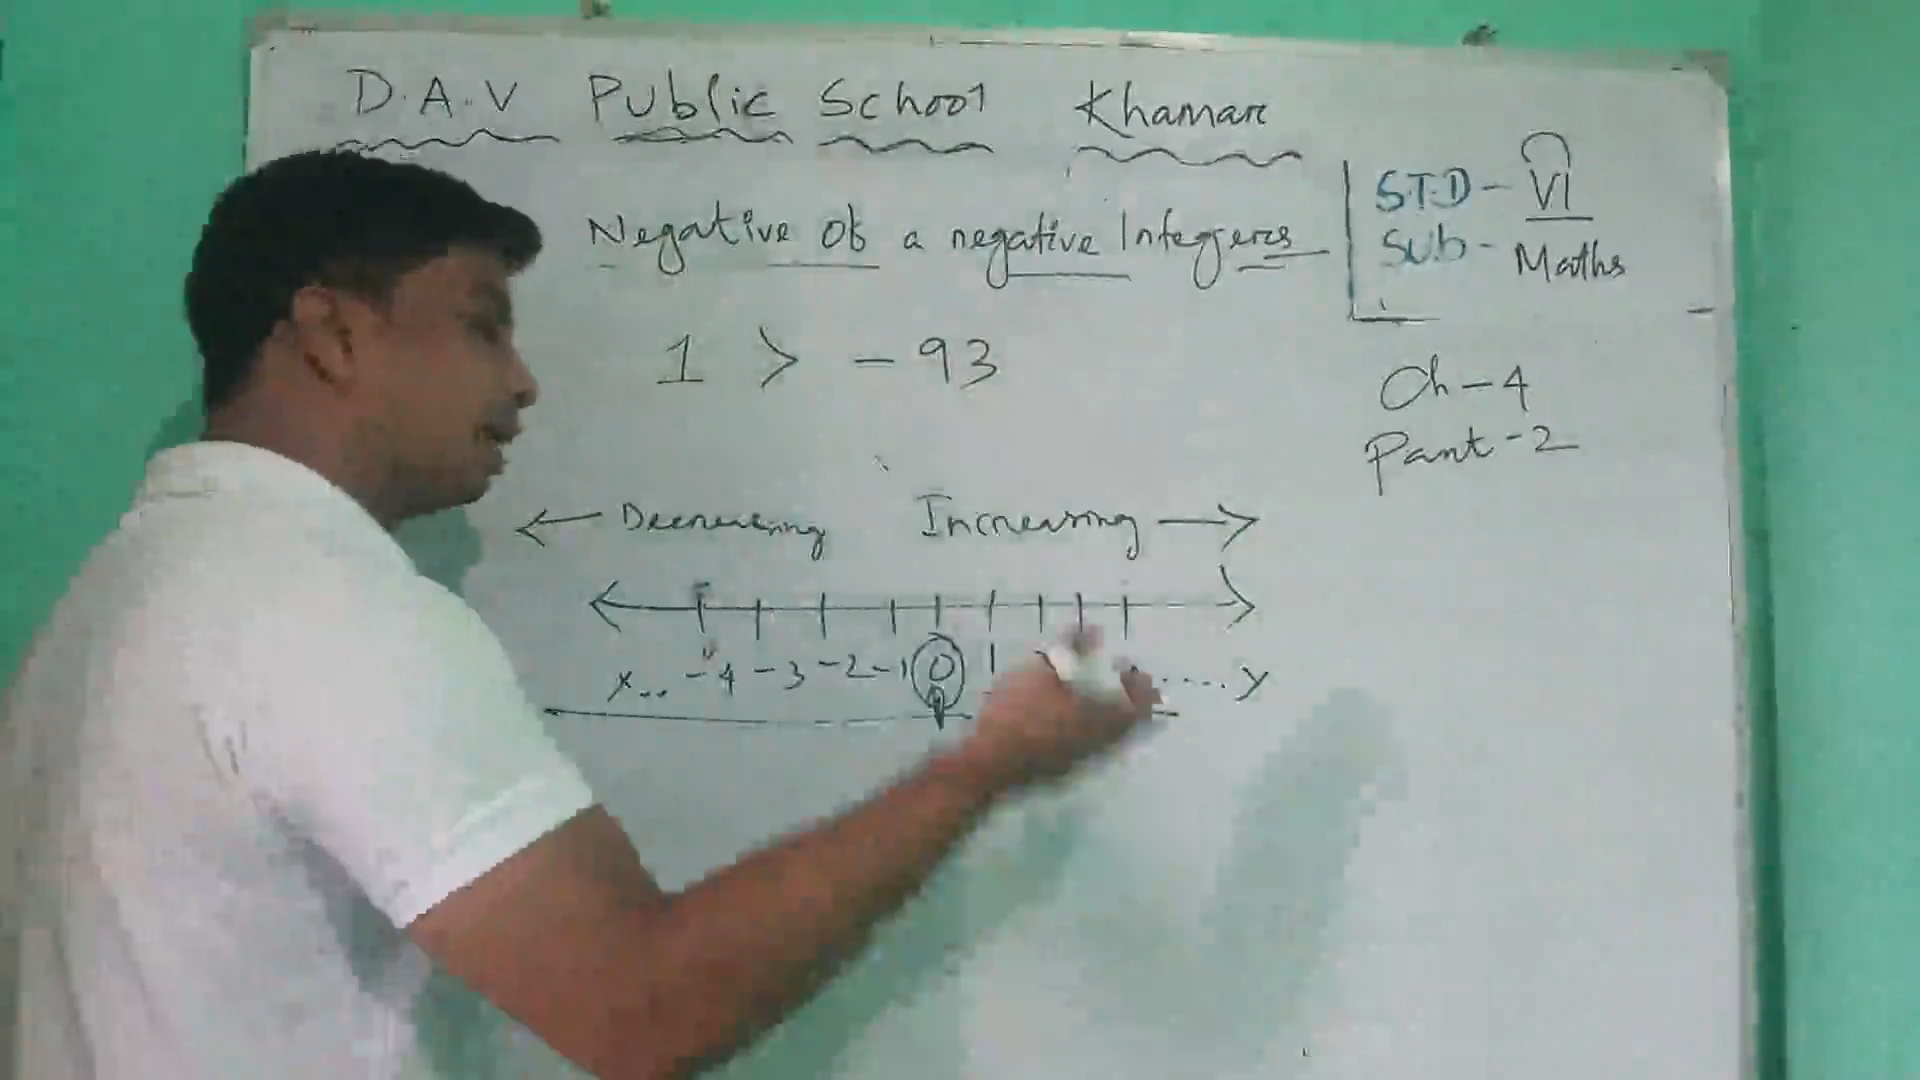 D.A.V Public School Khamar
STD - VI
Sub - Maths
Negative Of a negative Integers
1 > - 93
Ch - 4
Part - 2
← Decreasing Increasing →
x... -4 -3 -2 -1 0 1 ..... y